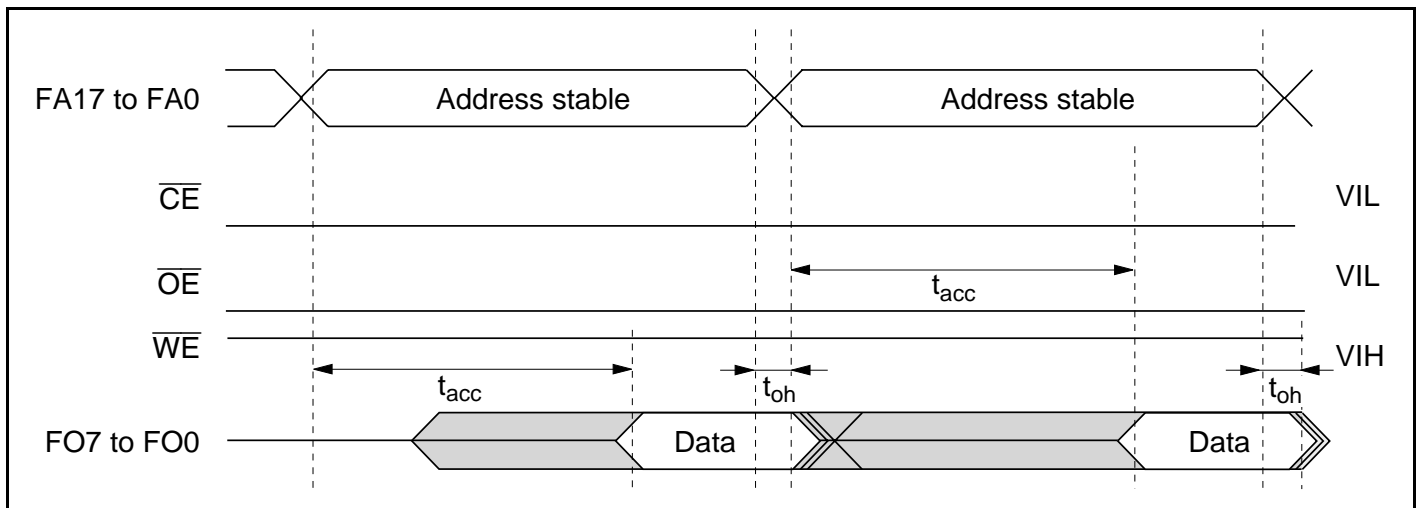 FA17 to FA0
Address stable
Address stable
CE
VIL
OE
tacc
VIL
WE
VIH
tacc
toh
toh
FO7 to FO0
Data
Data